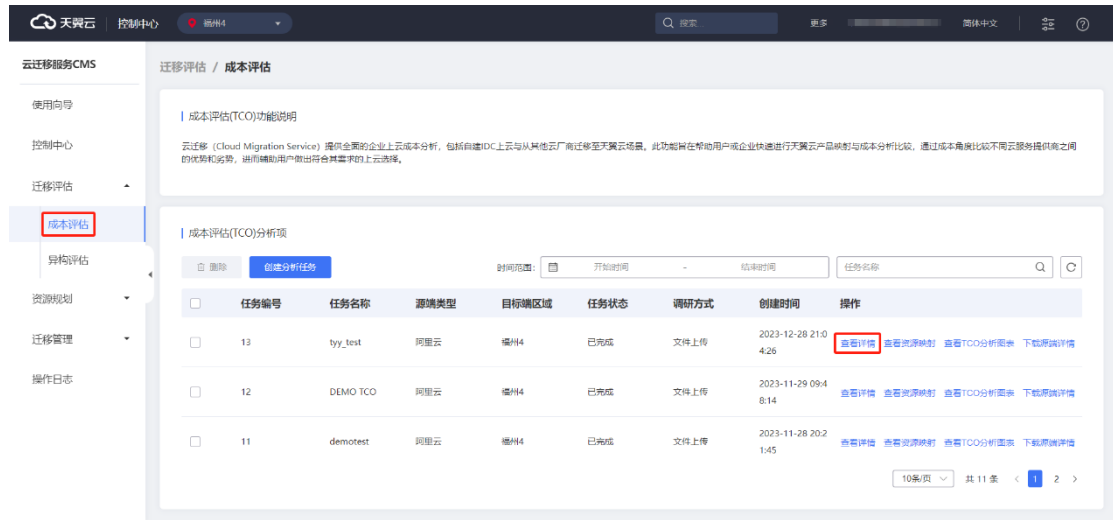 天翼云 控制中心 福州4 搜索... 更多 简体中文
云迁移服务CMS
使用向导
控制中心
迁移评估
成本评估
异构评估
资源规划
迁移管理
操作日志
迁移评估 / 成本评估
成本评估(TCO)功能说明
云迁移（Cloud Migration Service）提供全面的企业上云成本分析，包括自建IDC上云与从其他云厂商迁移至天翼云场景。此功能旨在帮助用户或企业快速进行天翼云产品映射与成本分析比较，通过成本角度比较不同云服务提供商之间
的优势和劣势，进而辅助用户做出符合其需求的上云选择。
成本评估(TCO)分析项
删除 创建分析任务 时间范围: 开始时间 - 结束时间 任务名称
任务编号 任务名称 源端类型 目标端区域 任务状态 调研方式 创建时间 操作
13 tyy_test 阿里云 福州4 已完成 文件上传 2023-12-28 21:0 查看详情 查看资源映射 查看TCO分析图表 下载源端详情
4:26
12 DEMO TCO 阿里云 福州4 已完成 文件上传 2023-11-29 09:4 查看详情 查看资源映射 查看TCO分析图表 下载源端详情
8:14
11 demotest 阿里云 福州4 已完成 文件上传 2023-11-28 20:2 查看详情 查看资源映射 查看TCO分析图表 下载源端详情
1:45
10条/页 共 11 条 1 2